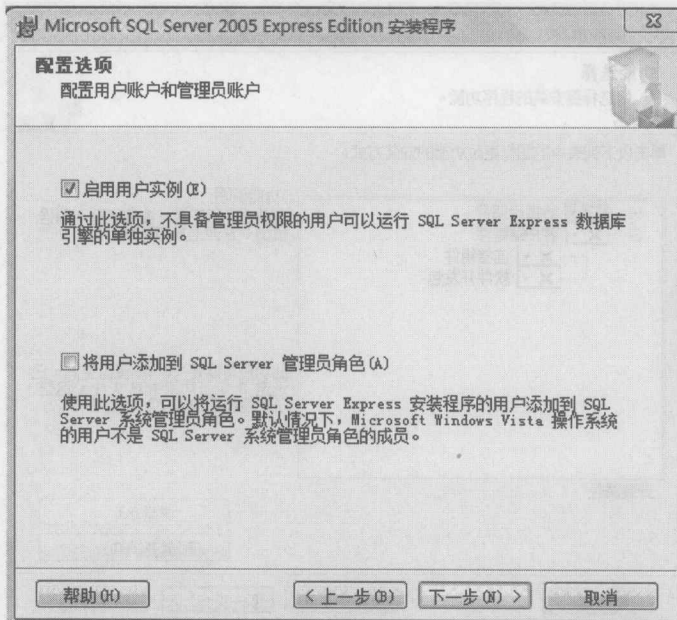 Microsoft SQL Server 2005 Express Edition 安装程序
配置选项
配置用户账户和管理员账户
启用用户实例(E)
通过此选项，不具备管理员权限的用户可以运行 SQL Server Express 数据库
引擎的单独实例。
将用户添加到 SQL Server 管理员角色(A)
使用此选项，可以将运行 SQL Server Express 安装程序的用户添加到 SQL
Server 系统管理员角色。默认情况下，Microsoft Windows Vista 操作系统
的用户不是 SQL Server 系统管理员角色的成员。
帮助(H)
< 上一步(B)
下一步(N) >
取消